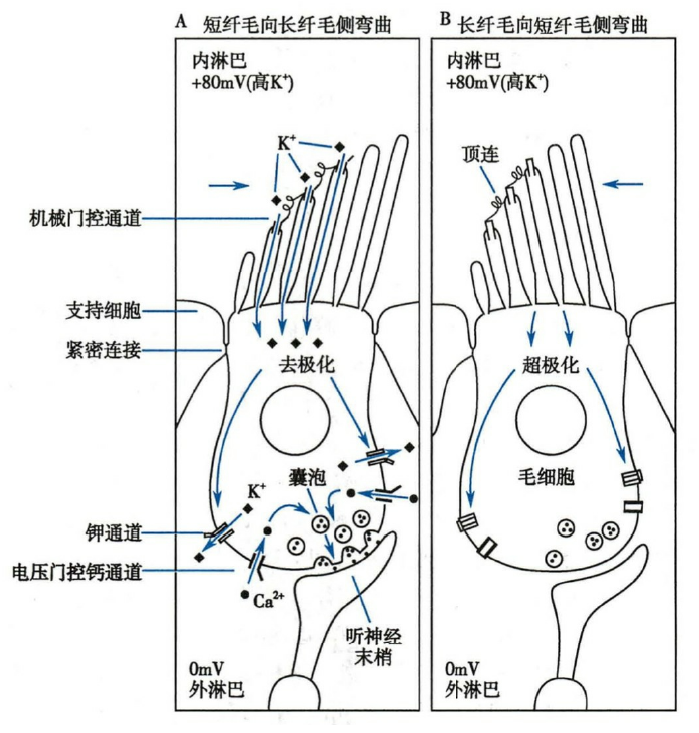 A 短纤毛向长纤毛侧弯曲
内淋巴
+80mV(高K⁺)
K⁺
机械门控通道
支持细胞
紧密连接
去极化
囊泡
K⁺
钾通道
电压门控钙通道
Ca²⁺
听神经
末梢
0mV
外淋巴
B 长纤毛向短纤毛侧弯曲
内淋巴
+80mV(高K⁺)
顶连
超极化
毛细胞
0mV
外淋巴